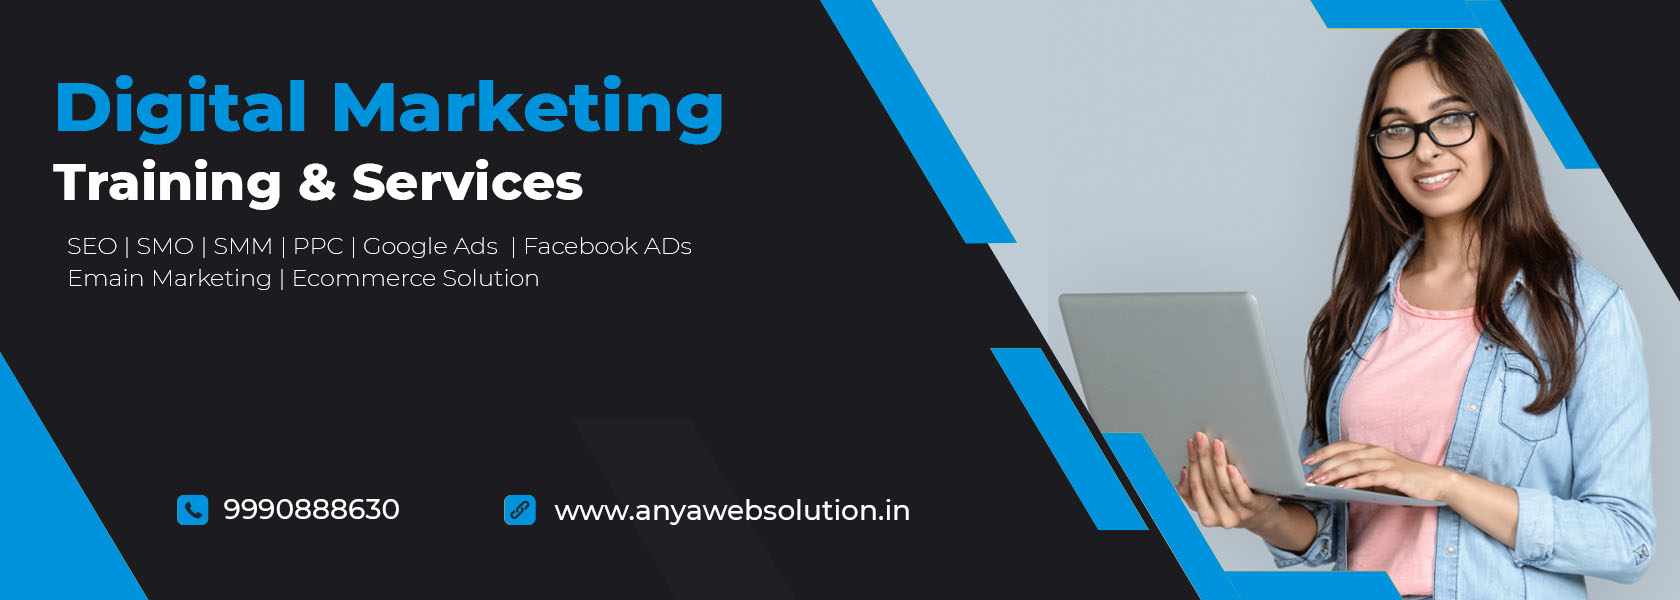 Digital Marketing
Training & Services
SEO | SMO | SMM | PPC | Google Ads | Facebook ADs
Emain Marketing | Ecommerce Solution
9990888630
www.anyawebsolution.in